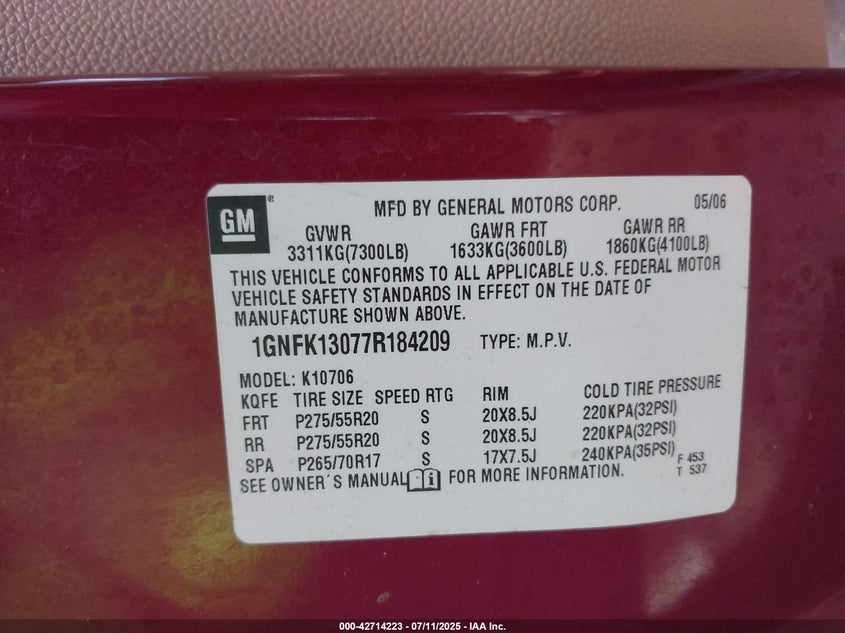 GM®
MFD BY GENERAL MOTORS CORP. 05/06
GVWR GAWR FRT GAWR RR
3311KG(7300LB) 1633KG(3600LB) 1860KG(4100LB)
THIS VEHICLE CONFORMS TO ALL APPLICABLE U.S. FEDERAL MOTOR
VEHICLE SAFETY STANDARDS IN EFFECT ON THE DATE OF
MANUFACTURE SHOWN ABOVE.
1GNFK13077R184209 TYPE: M.P.V.
MODEL: K10706
KQFE TIRE SIZE SPEED RTG RIM COLD TIRE PRESSURE
FRT P275/55R20 S 20X8.5J 220KPA(32PSI)
RR P275/55R20 S 20X8.5J 220KPA(32PSI)
SPA P265/70R17 S 17X7.5J 240KPA(35PSI) F 453
T 537
SEE OWNER´S MANUAL i FOR MORE INFORMATION.
000-42714223 - 07/11/2025 - IAA Inc.